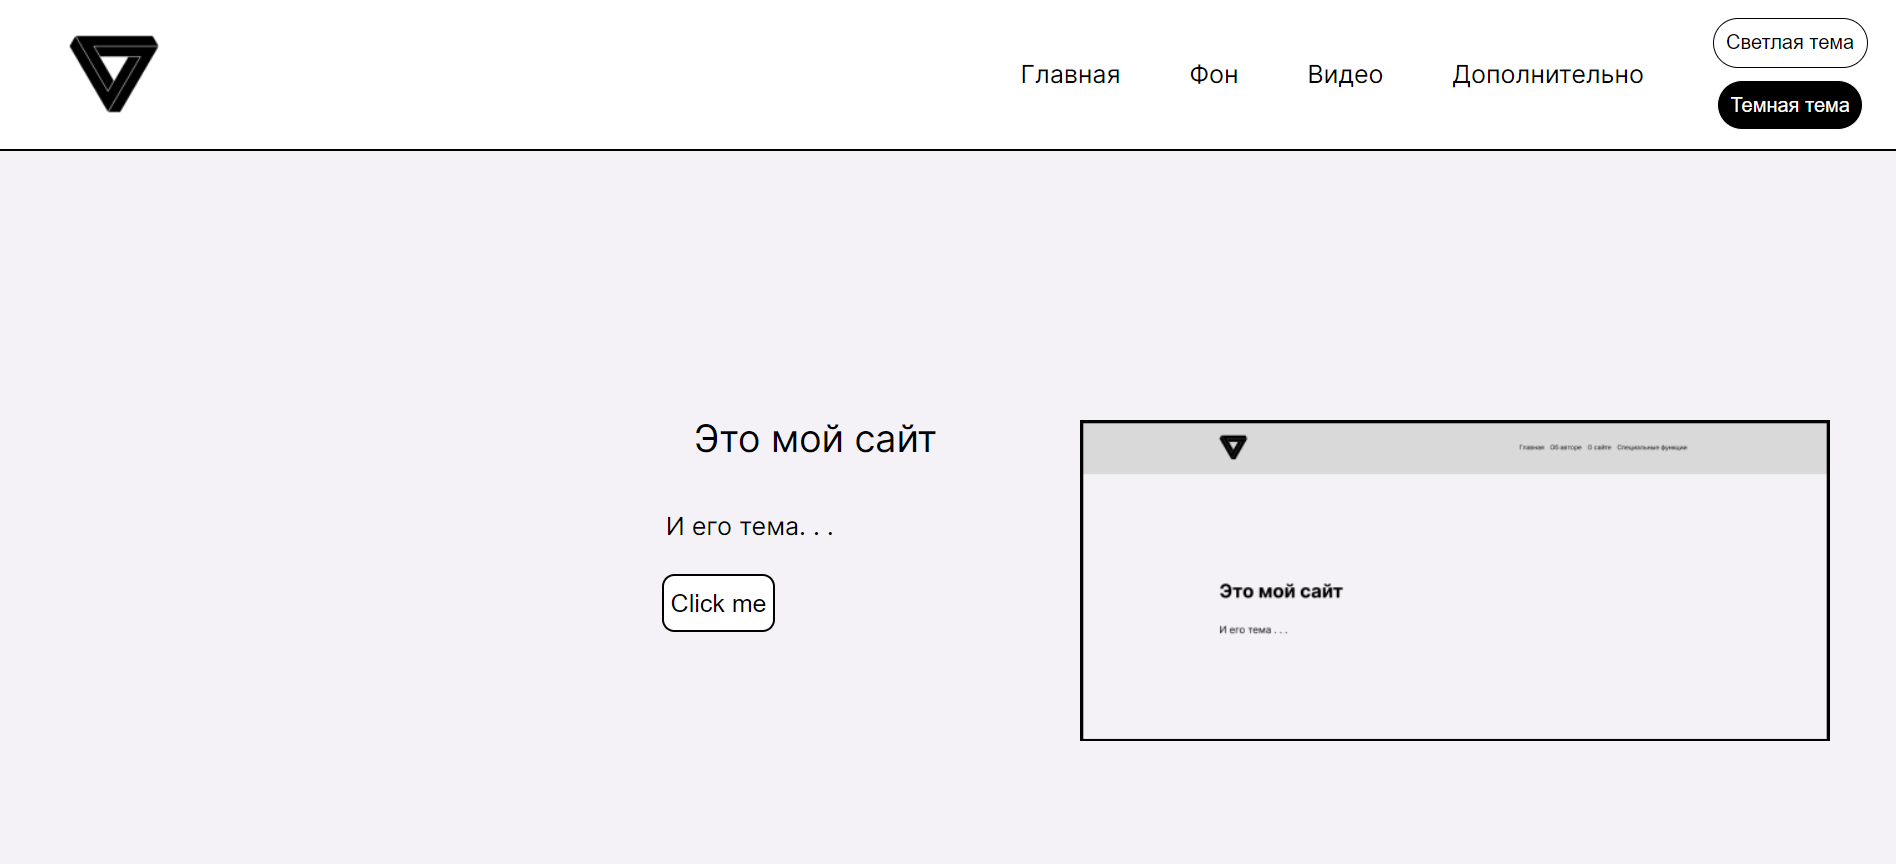 Главная Фон Видео Дополнительно
Светлая тема
Темная тема
Это мой сайт
И его тема. . .
Click me
Главная Об авторе О сайте Специальные функции
Это мой сайт
И его тема . . .